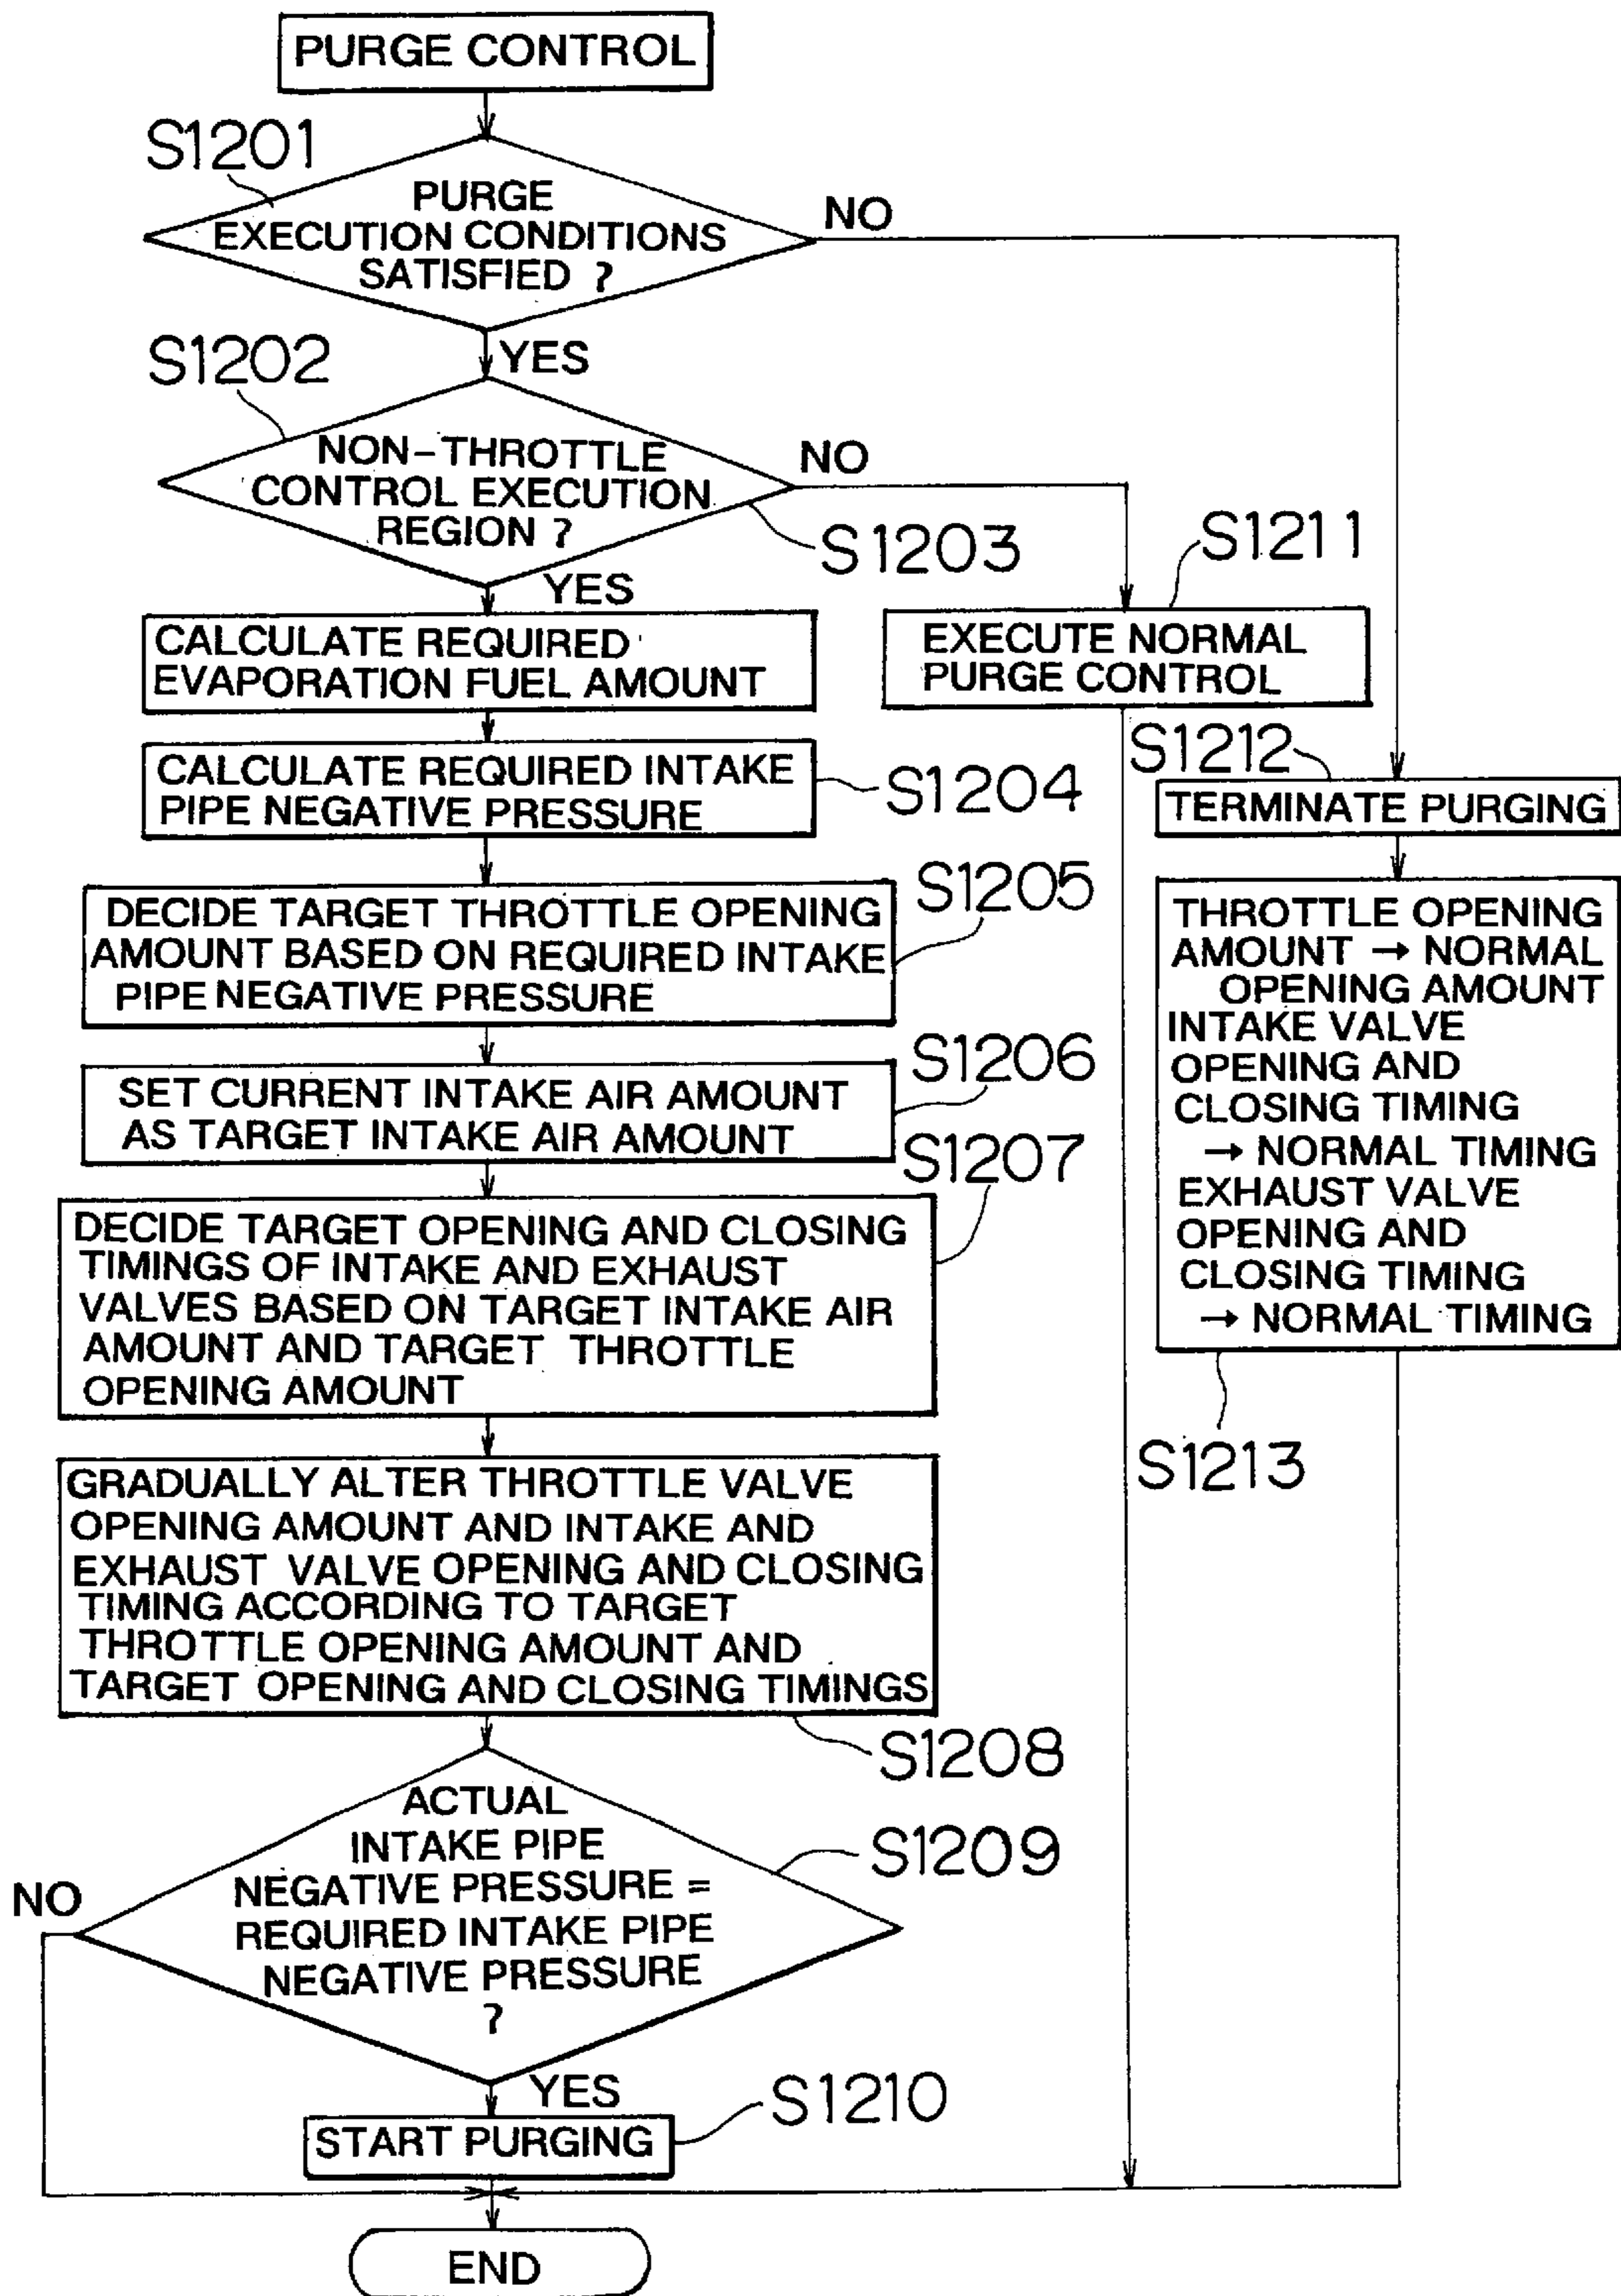 PURGE CONTROL
S1201
PURGE
EXECUTION CONDITIONS
SATISFIED ?
NO
YES
S1202
NON-THROTTLE
CONTROL EXECUTION
REGION ?
NO
S1203
YES
CALCULATE REQUIRED
EVAPORATION FUEL AMOUNT
S1211
EXECUTE NORMAL
PURGE CONTROL
CALCULATE REQUIRED INTAKE
PIPE NEGATIVE PRESSURE
S1204
S1212
TERMINATE PURGING
DECIDE TARGET THROTTLE OPENING
AMOUNT BASED ON REQUIRED INTAKE
PIPE NEGATIVE PRESSURE
S1205
SET CURRENT INTAKE AIR AMOUNT
AS TARGET INTAKE AIR AMOUNT
S1206
THROTTLE OPENING
AMOUNT → NORMAL
OPENING AMOUNT
INTAKE VALVE
OPENING AND
CLOSING TIMING
→ NORMAL TIMING
EXHAUST VALVE
OPENING AND
CLOSING TIMING
→ NORMAL TIMING
S1213
S1207
DECIDE TARGET OPENING AND CLOSING
TIMINGS OF INTAKE AND EXHAUST
VALVES BASED ON TARGET INTAKE AIR
AMOUNT AND TARGET THROTTLE
OPENING AMOUNT
GRADUALLY ALTER THROTTLE VALVE
OPENING AMOUNT AND INTAKE AND
EXHAUST VALVE OPENING AND CLOSING
TIMING ACCORDING TO TARGET
THROTTLE OPENING AMOUNT AND
TARGET OPENING AND CLOSING TIMINGS
S1208
ACTUAL
INTAKE PIPE
NEGATIVE PRESSURE =
REQUIRED INTAKE PIPE
NEGATIVE PRESSURE
?
S1209
NO
YES
START PURGING
S1210
END